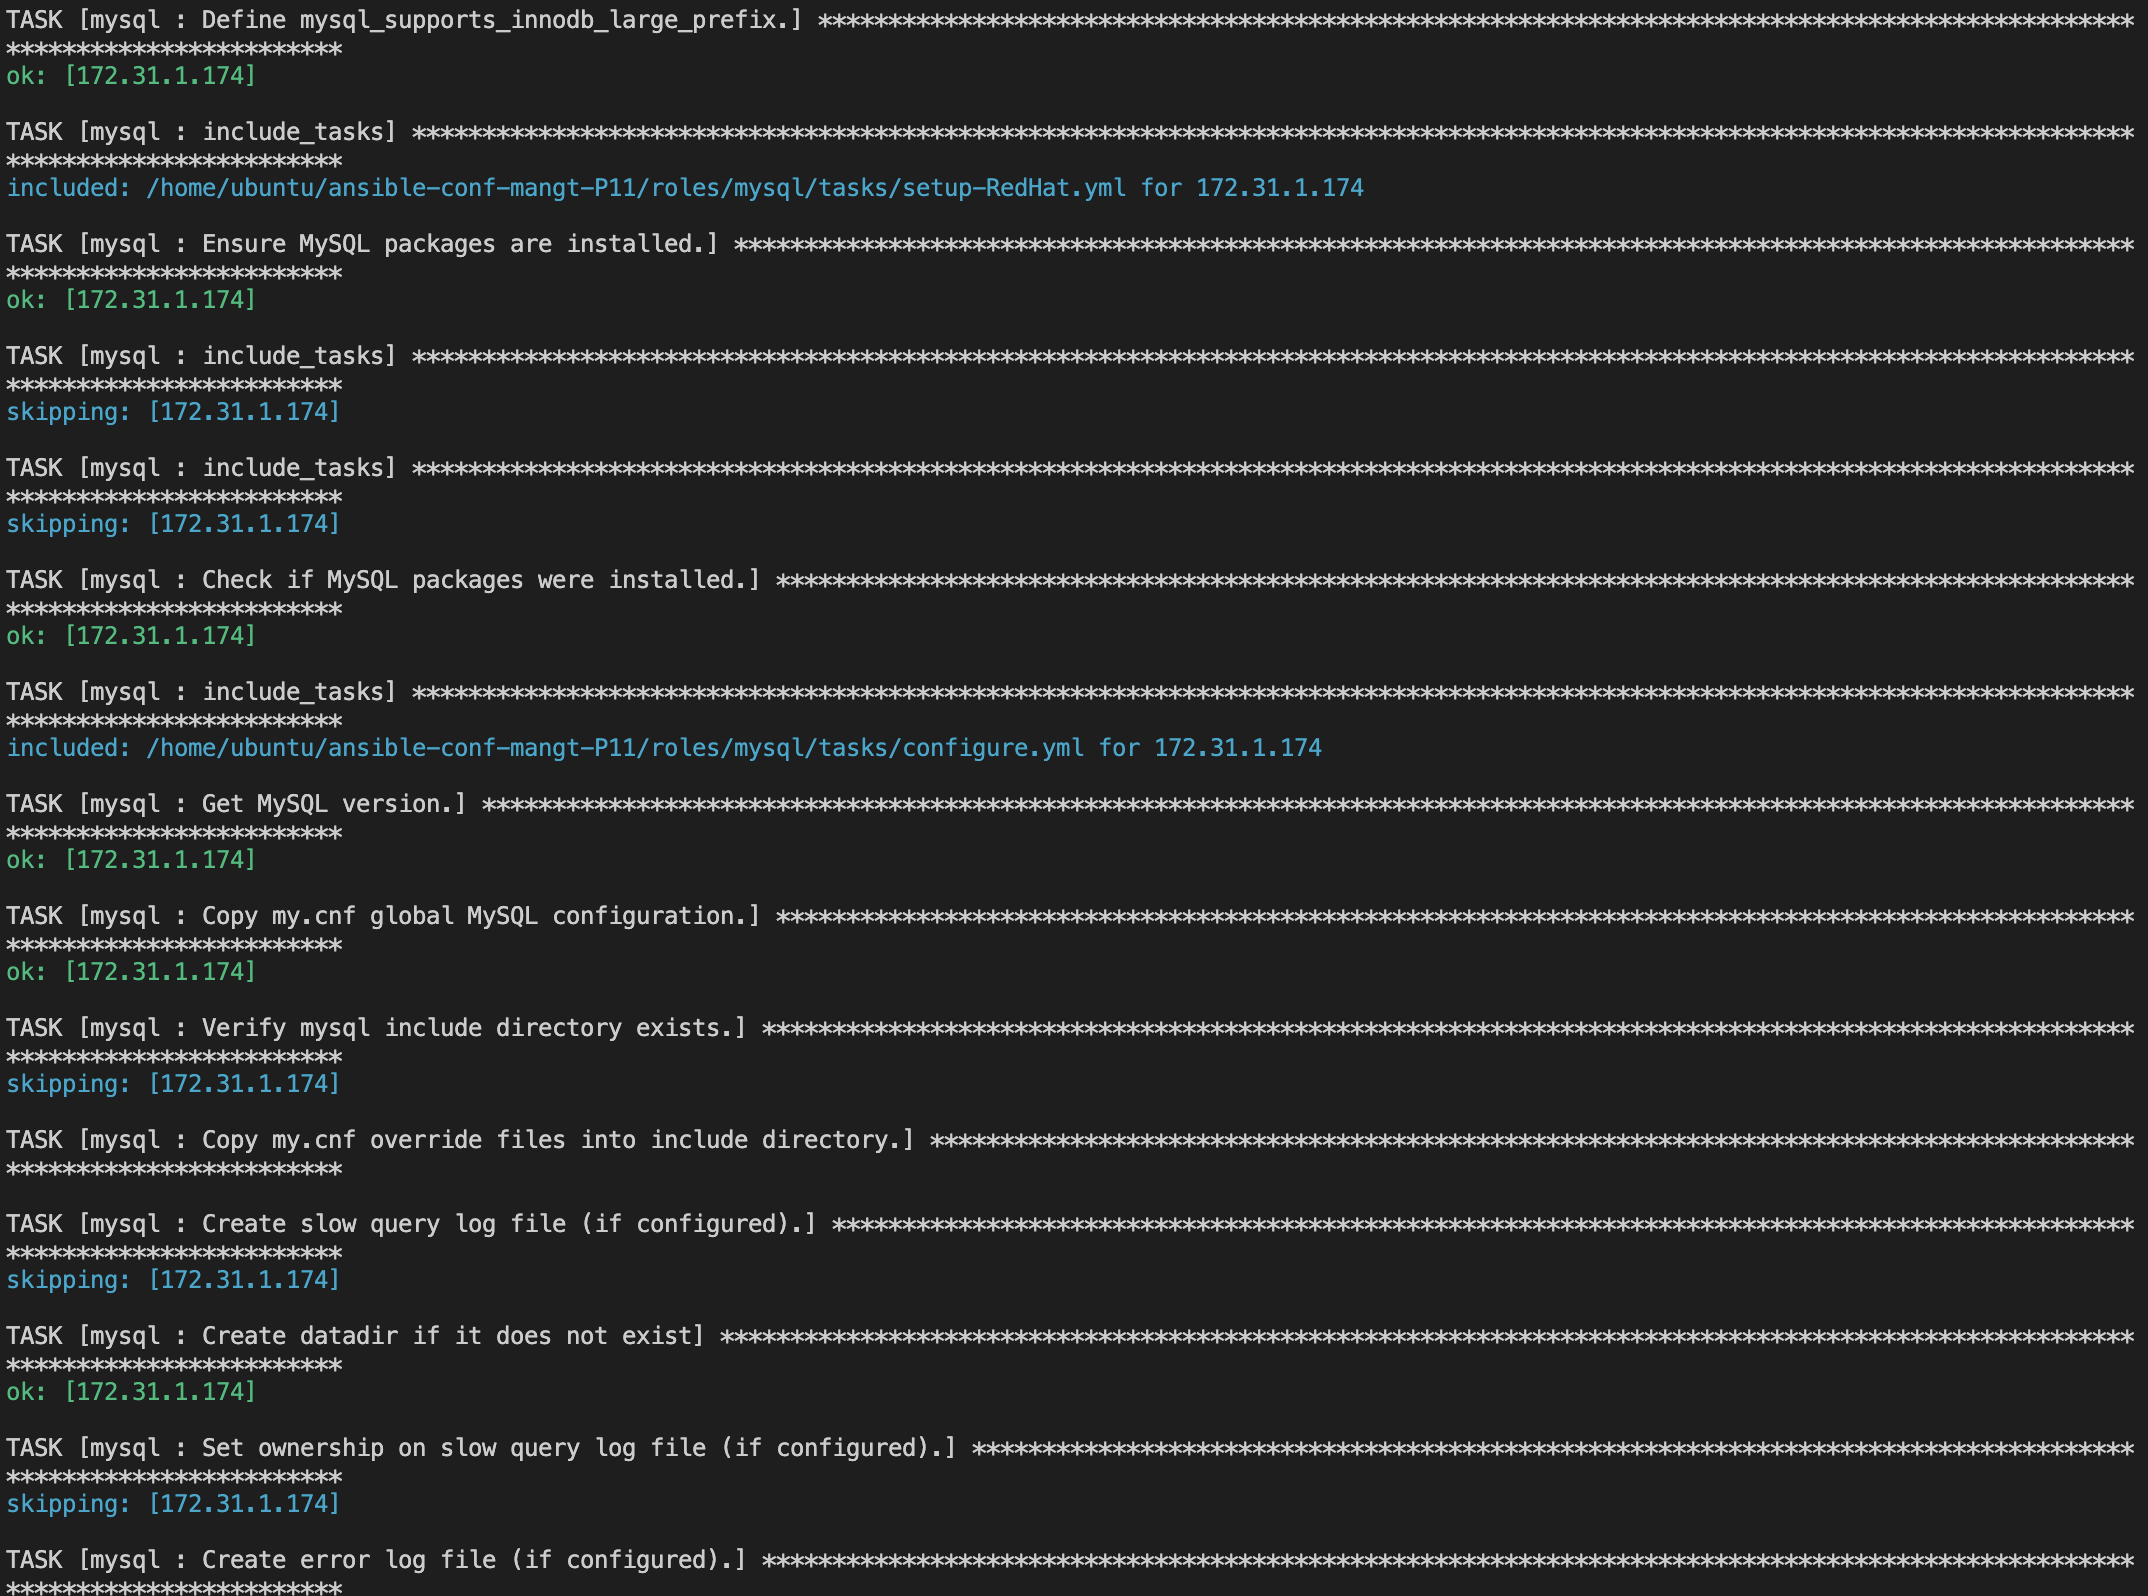 TASK [mysql : Define mysql_supports_innodb_large_prefix.] **********************************************************************************************
************************
ok: [172.31.1.174]
TASK [mysql : include_tasks] ***************************************************************************************************************************
************************
included: /home/ubuntu/ansible-conf-mangt-P11/roles/mysql/tasks/setup-RedHat.yml for 172.31.1.174
TASK [mysql : Ensure MySQL packages are installed.] ****************************************************************************************************
************************
ok: [172.31.1.174]
TASK [mysql : include_tasks] ***************************************************************************************************************************
************************
skipping: [172.31.1.174]
TASK [mysql : include_tasks] ***************************************************************************************************************************
************************
skipping: [172.31.1.174]
TASK [mysql : Check if MySQL packages were installed.] *************************************************************************************************
************************
ok: [172.31.1.174]
TASK [mysql : include_tasks] ***************************************************************************************************************************
************************
included: /home/ubuntu/ansible-conf-mangt-P11/roles/mysql/tasks/configure.yml for 172.31.1.174
TASK [mysql : Get MySQL version.] **********************************************************************************************************************
************************
ok: [172.31.1.174]
TASK [mysql : Copy my.cnf global MySQL configuration.] *************************************************************************************************
************************
ok: [172.31.1.174]
TASK [mysql : Verify mysql include directory exists.] **************************************************************************************************
************************
skipping: [172.31.1.174]
TASK [mysql : Copy my.cnf override files into include directory.] **************************************************************************************
************************
TASK [mysql : Create slow query log file (if configured).] *********************************************************************************************
************************
skipping: [172.31.1.174]
TASK [mysql : Create datadir if it does not exist] *****************************************************************************************************
************************
ok: [172.31.1.174]
TASK [mysql : Set ownership on slow query log file (if configured).] ***********************************************************************************
************************
skipping: [172.31.1.174]
TASK [mysql : Create error log file (if configured).] **************************************************************************************************
************************